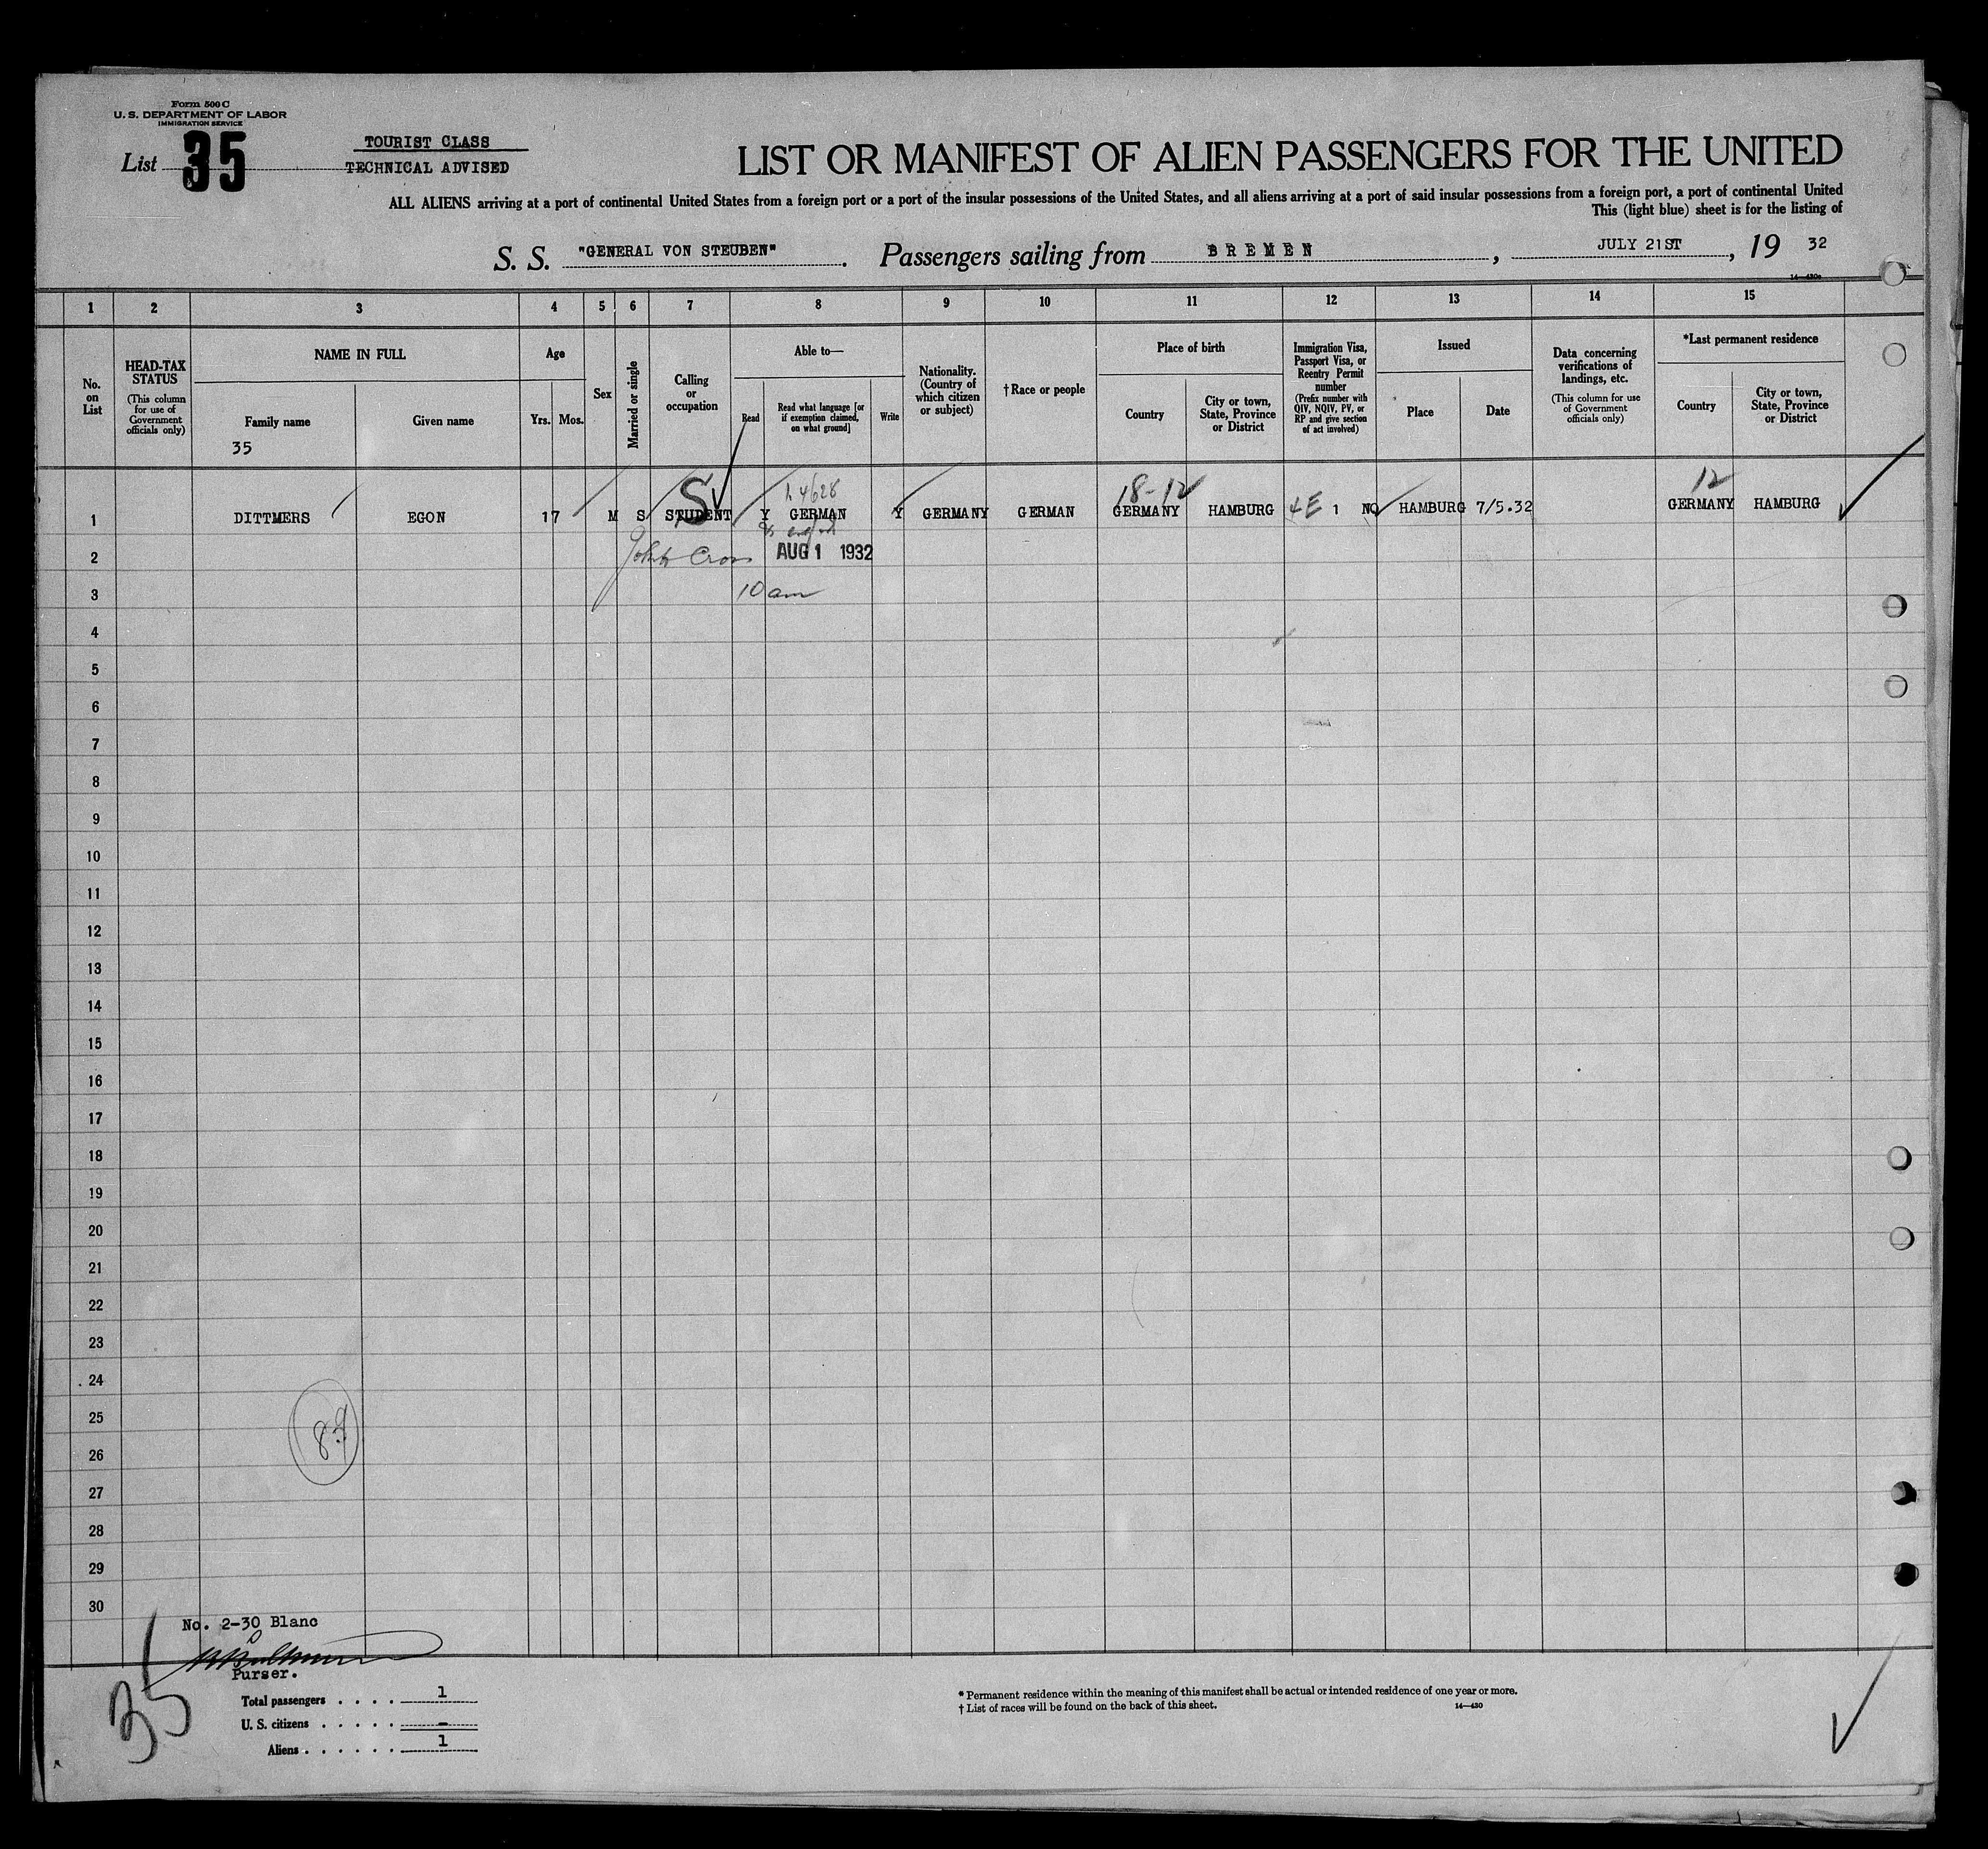 Form 500 C
U. S. DEPARTMENT OF LABOR
IMMIGRATION SERVICE
List 35
TOURIST CLASS
TECHNICAL ADVISED
LIST OR MANIFEST OF ALIEN PASSENGERS FOR THE UNITED
ALL ALIENS arriving at a port of continental United States from a foreign port or a port of the insular possessions of the United States, and all aliens arriving at a port of said insular possessions from a foreign port, a port of continental United
This (light blue) sheet is for the listing of
S. S. "GENERAL VON STEUBEN". Passengers sailing from BREMEN, JULY 21ST, 19 32
14—430a
1 2 3 4 5 6 7 8 9 10 11 12 13 14 15
No. on List
HEAD-TAX STATUS
(This column for use of Government officials only)
NAME IN FULL
Family name
Given name
35
Age
Yrs. Mos.
Sex
Married or single
Calling or occupation
Able to—
Read
Read what language [or if exemption claimed, on what ground]
Write
Nationality. (Country of which citizen or subject)
† Race or people
Place of birth
Country
City or town, State, Province or District
Immigration Visa, Passport Visa, or Reentry Permit number
(Prefix number with QIV, NQIV, PV, or RP and give section of act involved)
Issued
Place
Date
Data concerning verifications of landings, etc.
(This column for use of Government officials only)
*Last permanent residence
Country
City or town, State, Province or District
S 18-12 12
1 DITTMERS EGON 17 M S STUDENT Y GERMAN Y GERMANY GERMAN GERMANY HAMBURG 4E 1 NQ HAMBURG 7/5.32 GERMANY HAMBURG
2 John Cross AUG 1 1932
3 10 am
4
5
6
7
8
9
10
11
12
13
14
15
16
17
18
19
20
21
22
23
24
25
26
27
28
29
30
89
No. 2-30 Blanc
Purser.
35
Total passengers . . . . 1
U. S. citizens . . . . . –
Aliens . . . . . . 1
* Permanent residence within the meaning of this manifest shall be actual or intended residence of one year or more.
† List of races will be found on the back of this sheet.
14—430